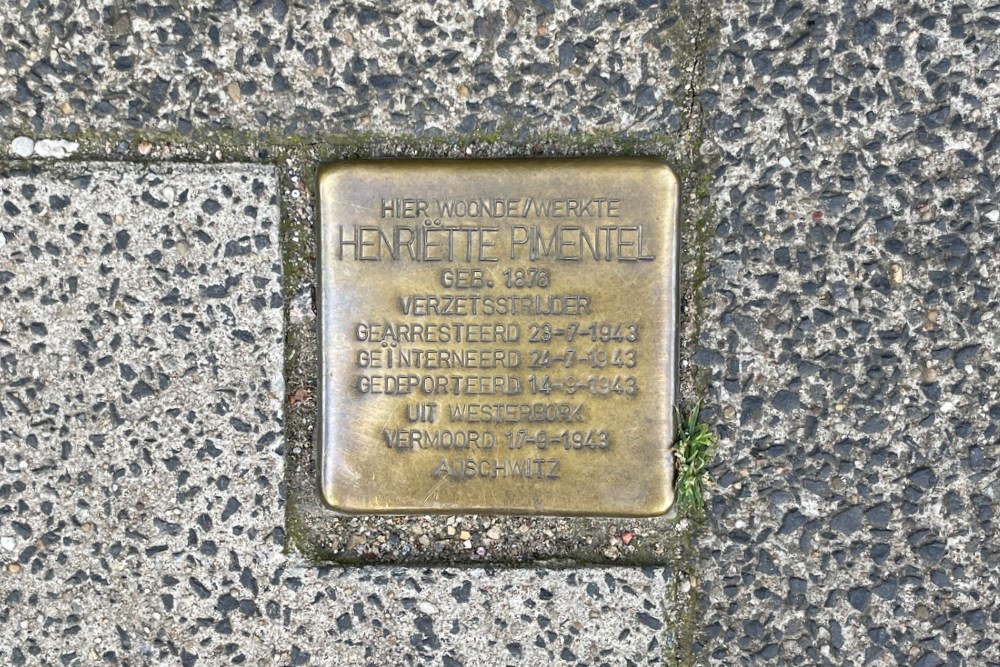 HIER WOONDE/WERKTE
HENRIËTTE PIMENTEL
GEB. 1876
VERZETSSTRIJDER
GEARRESTEERD 23-7-1943
GEÏNTERNEERD 24-7-1943
GEDEPORTEERD 14-9-1943
UIT WESTERBORK
VERMOORD 17-9-1943
AUSCHWITZ